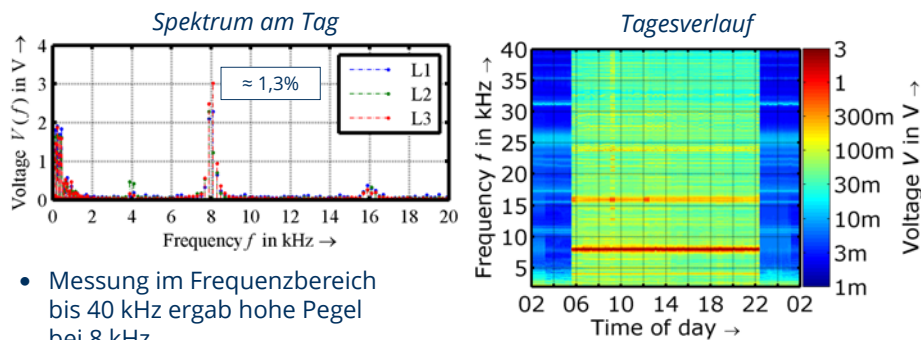 Spektrum am Tag
Voltage V(f) in V →
4
3
2
1
0
≈ 1,3%
L1
L2
L3
0 2 4 6 8 10 12 14 16 18 20
Frequency f in kHz →
• Messung im Frequenzbereich
bis 40 kHz ergab hohe Pegel
bei 8 kHz
Tagesverlauf
Frequency f in kHz →
40
35
30
25
20
15
10
5
02 06 10 14 18 22 02
Time of day →
3
1
300m
100m
30m
10m
3m
1m
Voltage V in V →